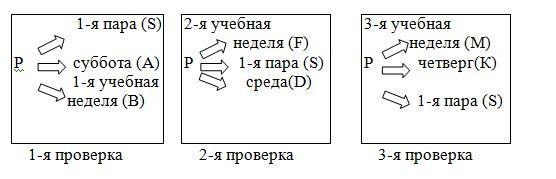 1-я пара (S)
P суббота (A)
1-я учебная
неделя (B)
1-я проверка
2-я учебная
неделя (F)
P 1-я пара (S)
среда(D)
2-я проверка
3-я учебная
неделя (M)
P четверг(K)
1-я пара (S)
3-я проверка